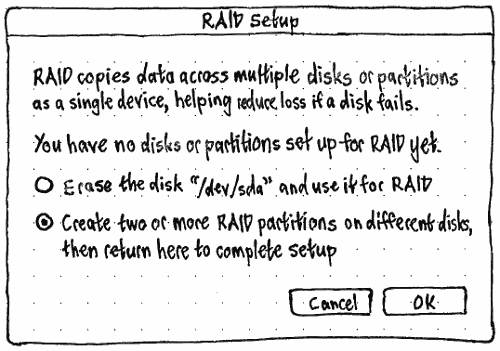 RAID Setup
RAID copies data across multiple disks or partitions
as a single device, helping reduce loss if a disk fails.
You have no disks or partitions set up for RAID yet.
Erase the disk “/dev/sda” and use it for RAID
Create two or more RAID partitions on different disks,
then return here to complete setup
Cancel
OK